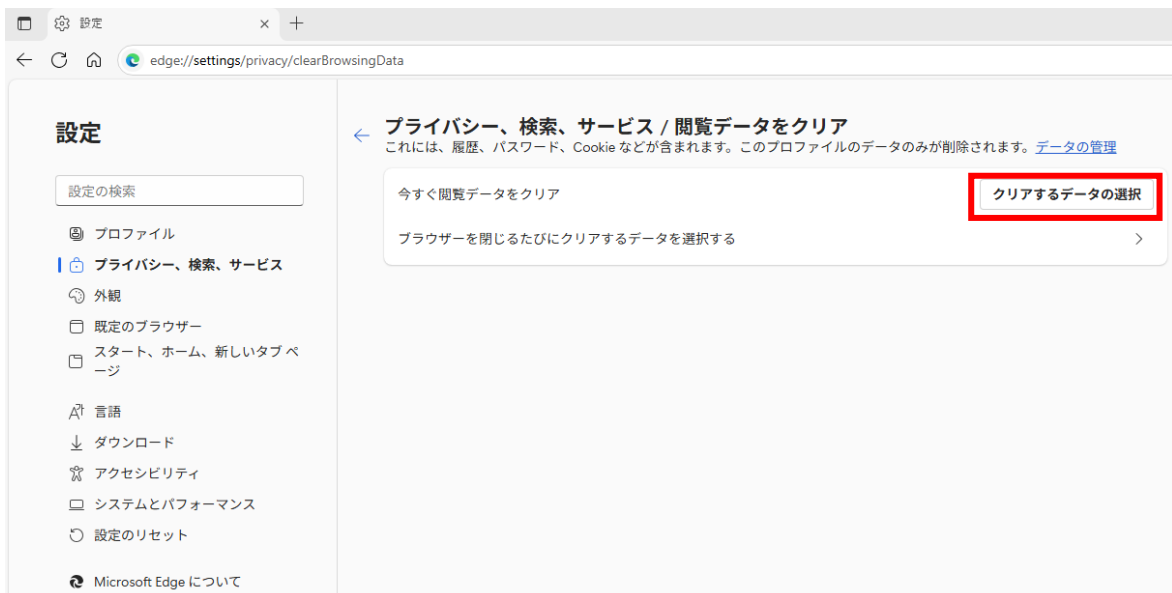 設定
edge://settings/privacy/clearBrowsingData
設定
設定の検索
プロファイル
プライバシー、検索、サービス
外観
既定のブラウザー
スタート、ホーム、新しいタブ ペ
ージ
言語
ダウンロード
アクセシビリティ
システムとパフォーマンス
設定のリセット
Microsoft Edge について
プライバシー、検索、サービス / 閲覧データをクリア
これには、履歴、パスワード、Cookie などが含まれます。このプロファイルのデータのみが削除されます。データの管理
今すぐ閲覧データをクリア
クリアするデータの選択
ブラウザーを閉じるたびにクリアするデータを選択する